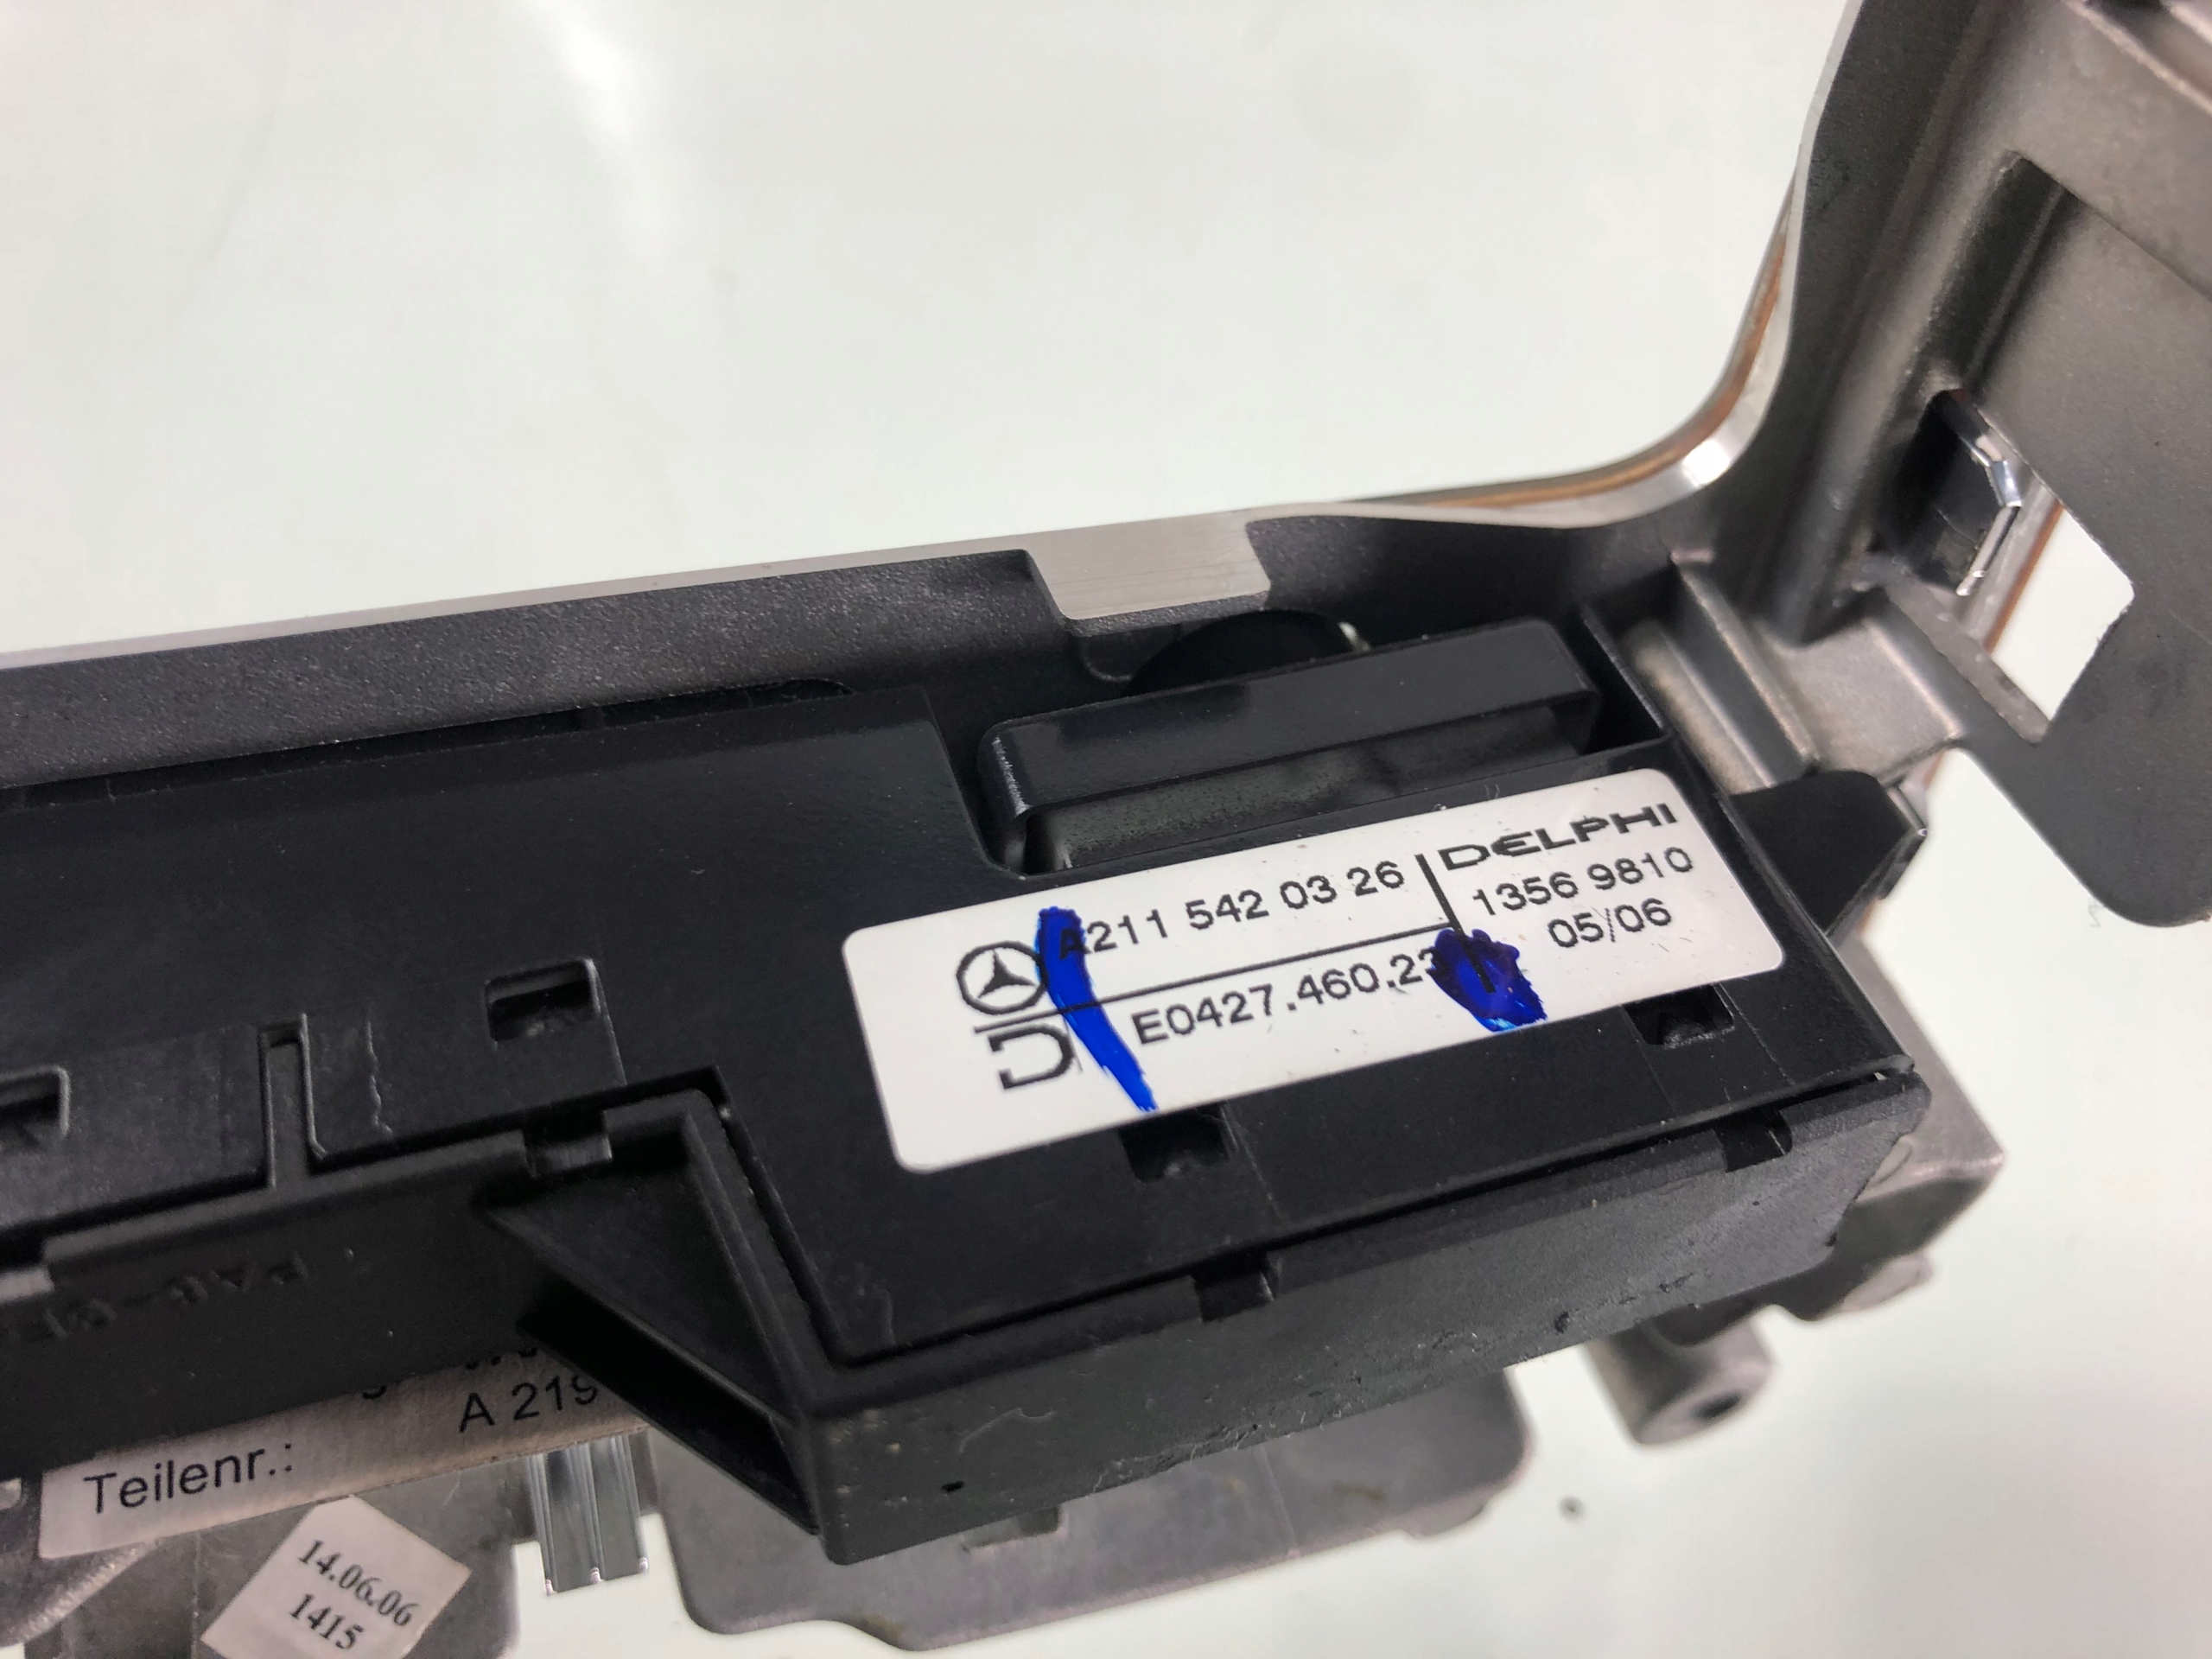 A211 542 03 26
DELPHI
1356 9810
05/06
E0427.460.23
A 219
Teilenr.:
14.06.06
1415